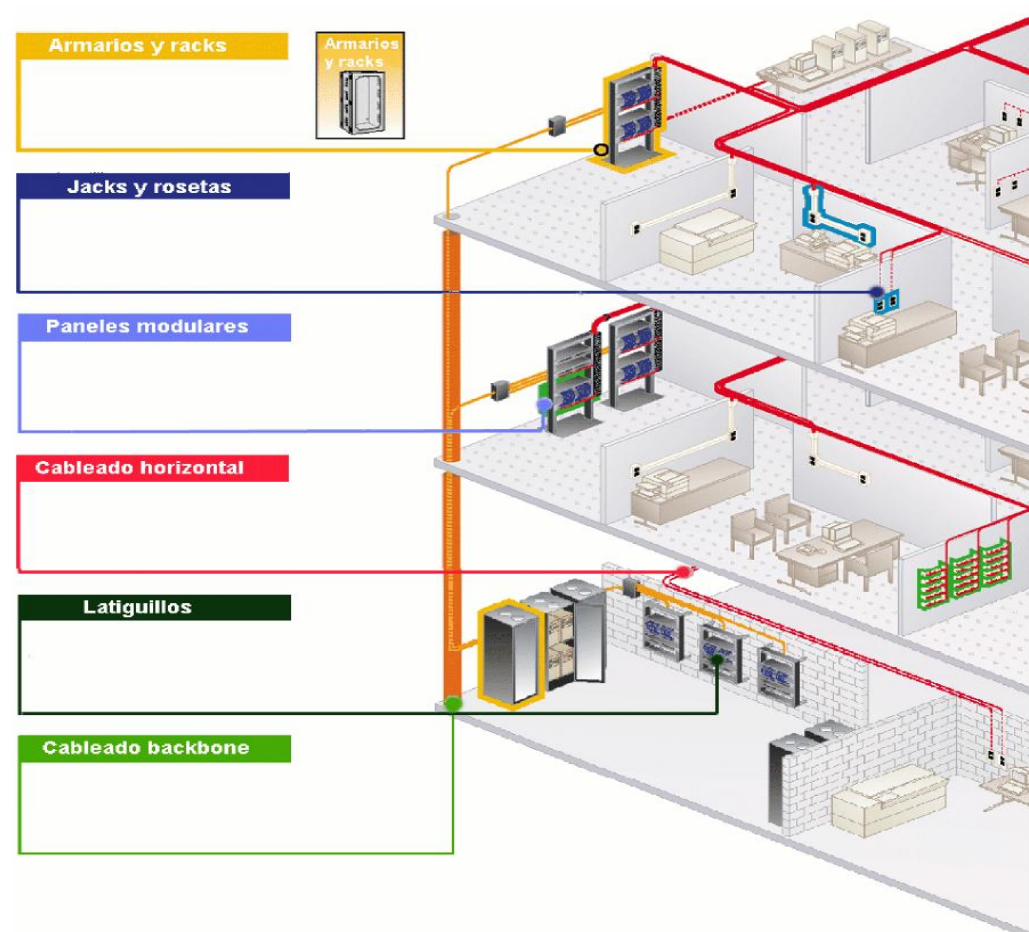 Armarios y racks
Armarios
y racks
Jacks y rosetas
Paneles modulares
Cableado horizontal
Latiguillos
Cableado backbone